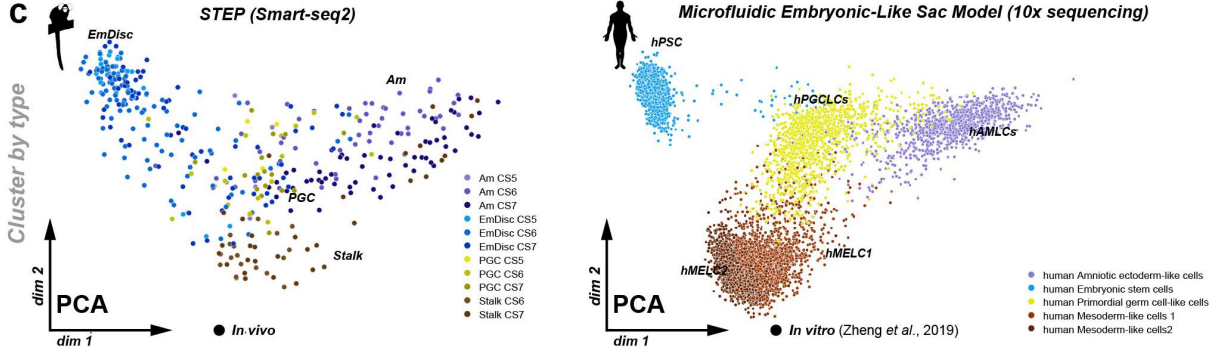 C
STEP (Smart-seq2)
Cluster by type
EmDisc
Am
PGC
Stalk
Am CS5
Am CS6
Am CS7
EmDisc CS5
EmDisc CS6
EmDisc CS7
PGC CS5
PGC CS6
PGC CS7
Stalk CS6
Stalk CS7
dim 2
PCA
dim 1
In vivo
Microfluidic Embryonic-Like Sac Model (10x sequencing)
hPSC
hPGCLCs
hAMLCs
hMELC2
hMELC1
human Amniotic ectoderm-like cells
human Embryonic stem cells
human Primordial germ cell-like cells
human Mesoderm-like cells 1
human Mesoderm-like cells2
dim 2
PCA
dim 1
In vitro (Zheng et al., 2019)